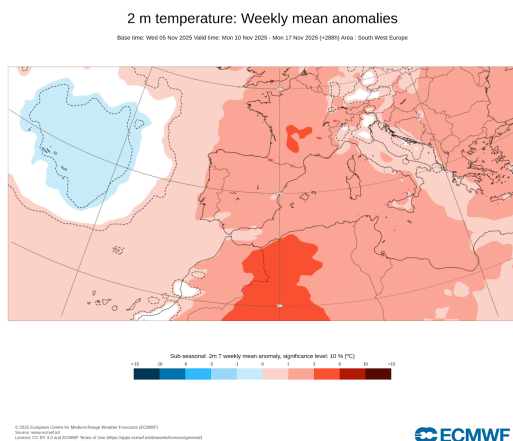 2 m temperature: Weekly mean anomalies
Base time: Wed 05 Nov 2025 Valid time: Mon 10 Nov 2025 - Mon 17 Nov 2025 (+288h) Area : South West Europe
Sub-seasonal: 2m T weekly mean anomaly, significance level: 10 % (ºC)
<-10 -10 -6 -3 -1 0 1 3 6 10 >10
© 2025 European Centre for Medium-Range Weather Forecasts (ECMWF)
Source: www.ecmwf.int
Licence: CC BY 4.0 and ECMWF Terms of Use (https://apps.ecmwf.int/datasets/licences/general/)
ECMWF